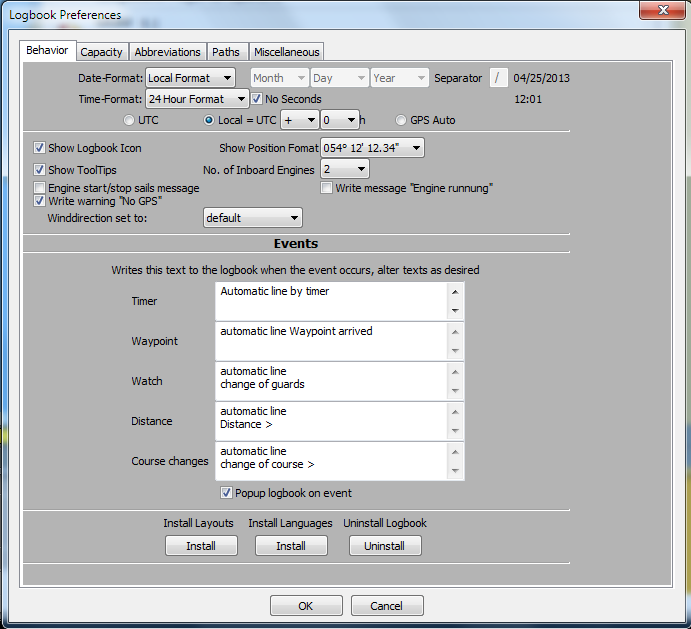 Logbook Preferences
Behavior Capacity Abbreviations Paths Miscellaneous
Date-Format: Local Format Month Day Year Separator / 04/25/2013
Time-Format: 24 Hour Format No Seconds 12:01
UTC Local = UTC + 0 h GPS Auto
Show Logbook Icon Show Position Fomat 054° 12' 12.34"
Show ToolTips No. of Inboard Engines 2
Engine start/stop sails message Write message "Engine runnung"
Write warning "No GPS"
Winddirection set to: default
Events
Writes this text to the logbook when the event occurs, alter texts as desired
Timer Automatic line by timer
Waypoint automatic line Waypoint arrived
Watch automatic line
change of guards
Distance automatic line
Distance >
Course changes automatic line
change of course >
Popup logbook on event
Install Layouts Install Languages Uninstall Logbook
Install Install Uninstall
OK Cancel